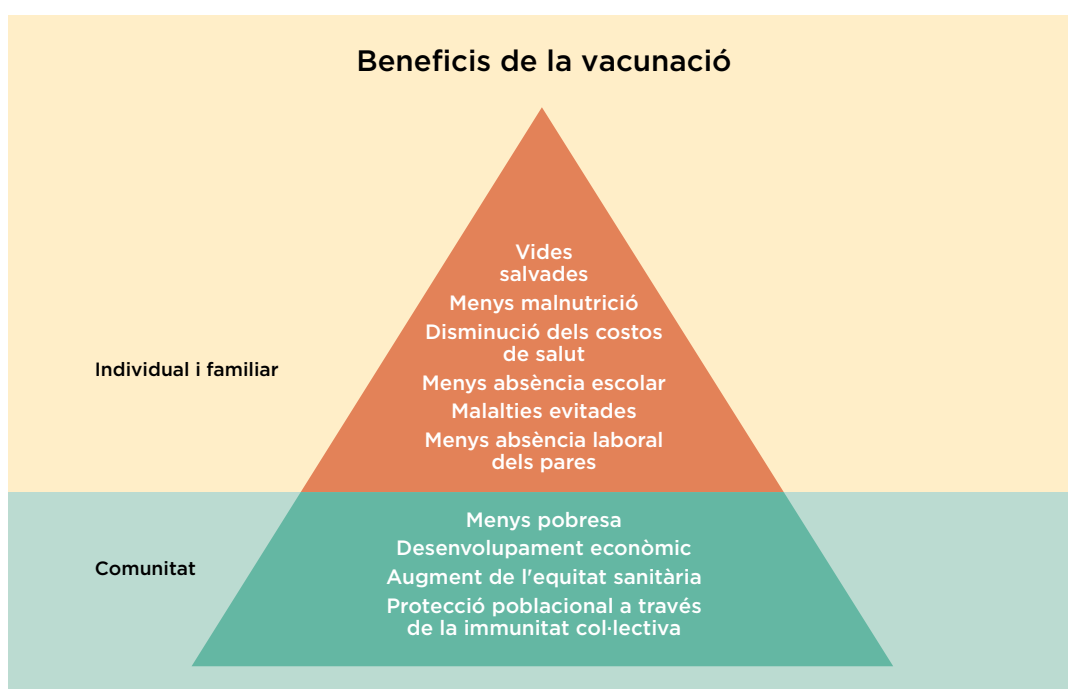 Beneficis de la vacunació
Vides
salvades
Menys malnutrició
Disminució dels costos
de salut
Individual i familiar
Menys absència escolar
Malalties evitades
Menys absència laboral
dels pares
Menys pobresa
Desenvolupament econòmic
Comunitat
Augment de l'equitat sanitària
Protecció poblacional a través
de la immunitat col·lectiva